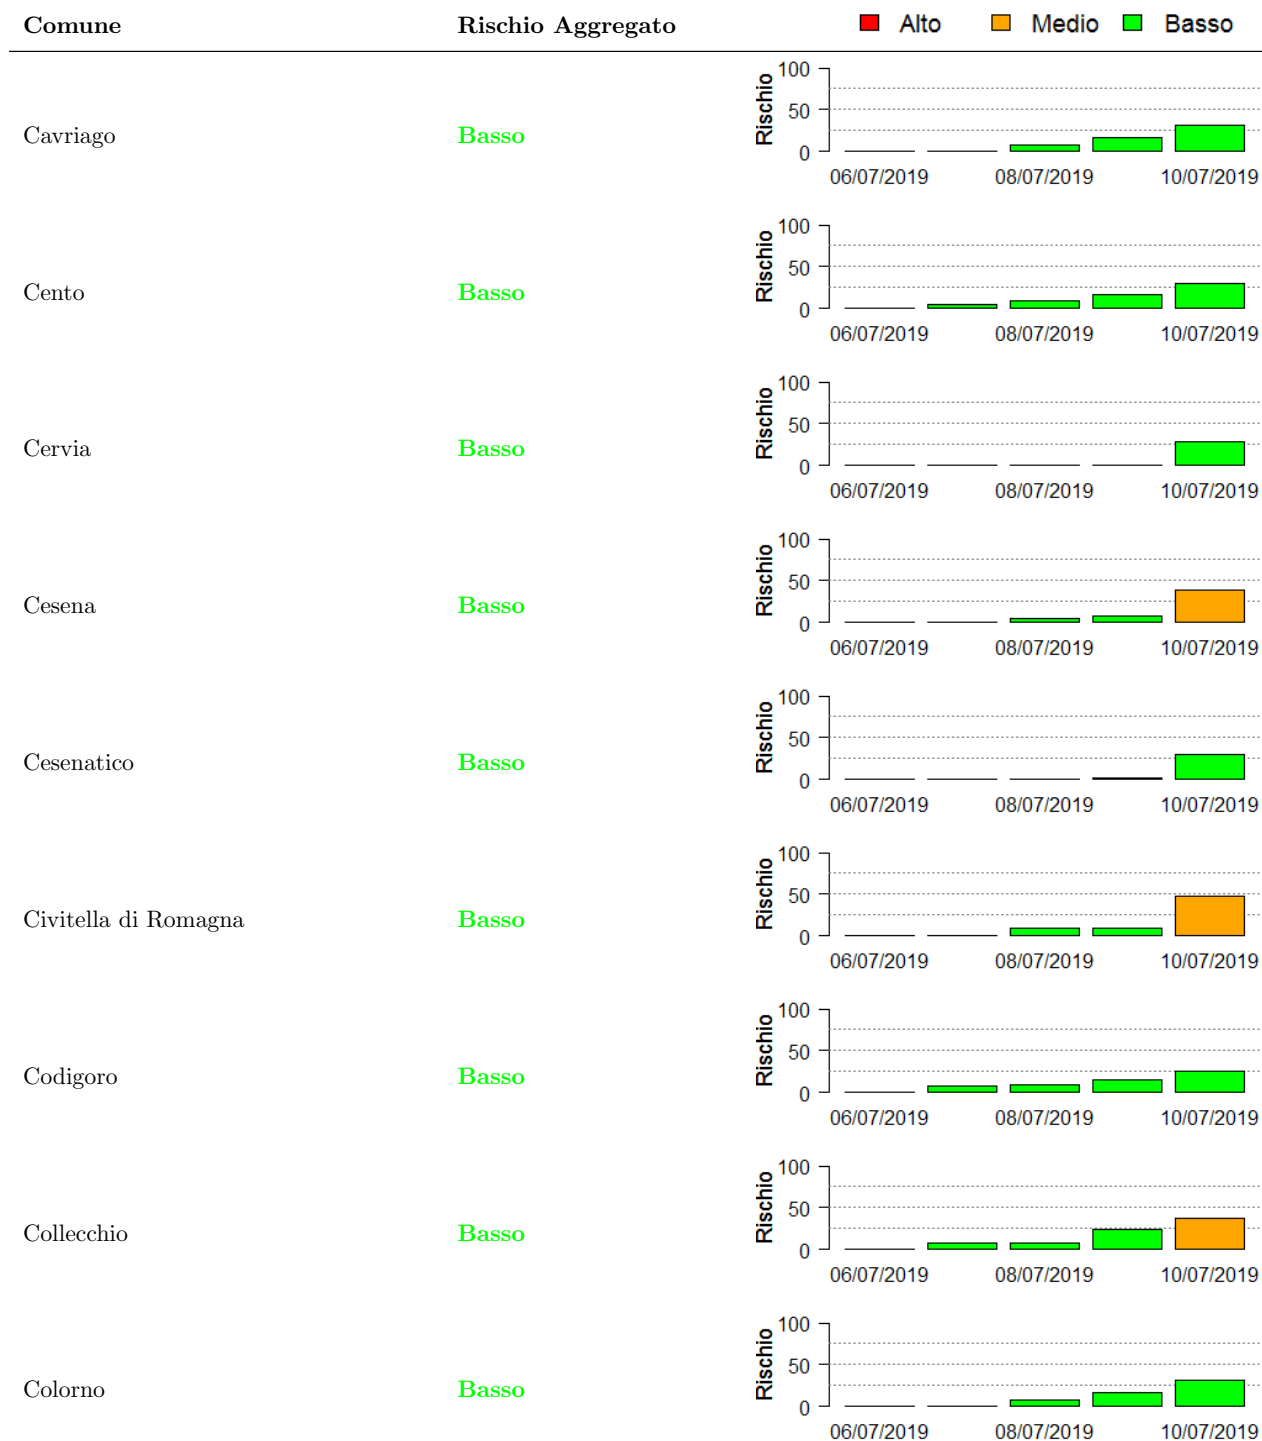 Comune Rischio Aggregato Alto Medio Basso
Cavriago Basso Rischio 100 50 0
06/07/2019 08/07/2019 10/07/2019
Cento Basso Rischio 100 50 0
06/07/2019 08/07/2019 10/07/2019
Cervia Basso Rischio 100 50 0
06/07/2019 08/07/2019 10/07/2019
Cesena Basso Rischio 100 50 0
06/07/2019 08/07/2019 10/07/2019
Cesenatico Basso Rischio 100 50 0
06/07/2019 08/07/2019 10/07/2019
Civitella di Romagna Basso Rischio 100 50 0
06/07/2019 08/07/2019 10/07/2019
Codigoro Basso Rischio 100 50 0
06/07/2019 08/07/2019 10/07/2019
Collecchio Basso Rischio 100 50 0
06/07/2019 08/07/2019 10/07/2019
Colorno Basso Rischio 100 50 0
06/07/2019 08/07/2019 10/07/2019